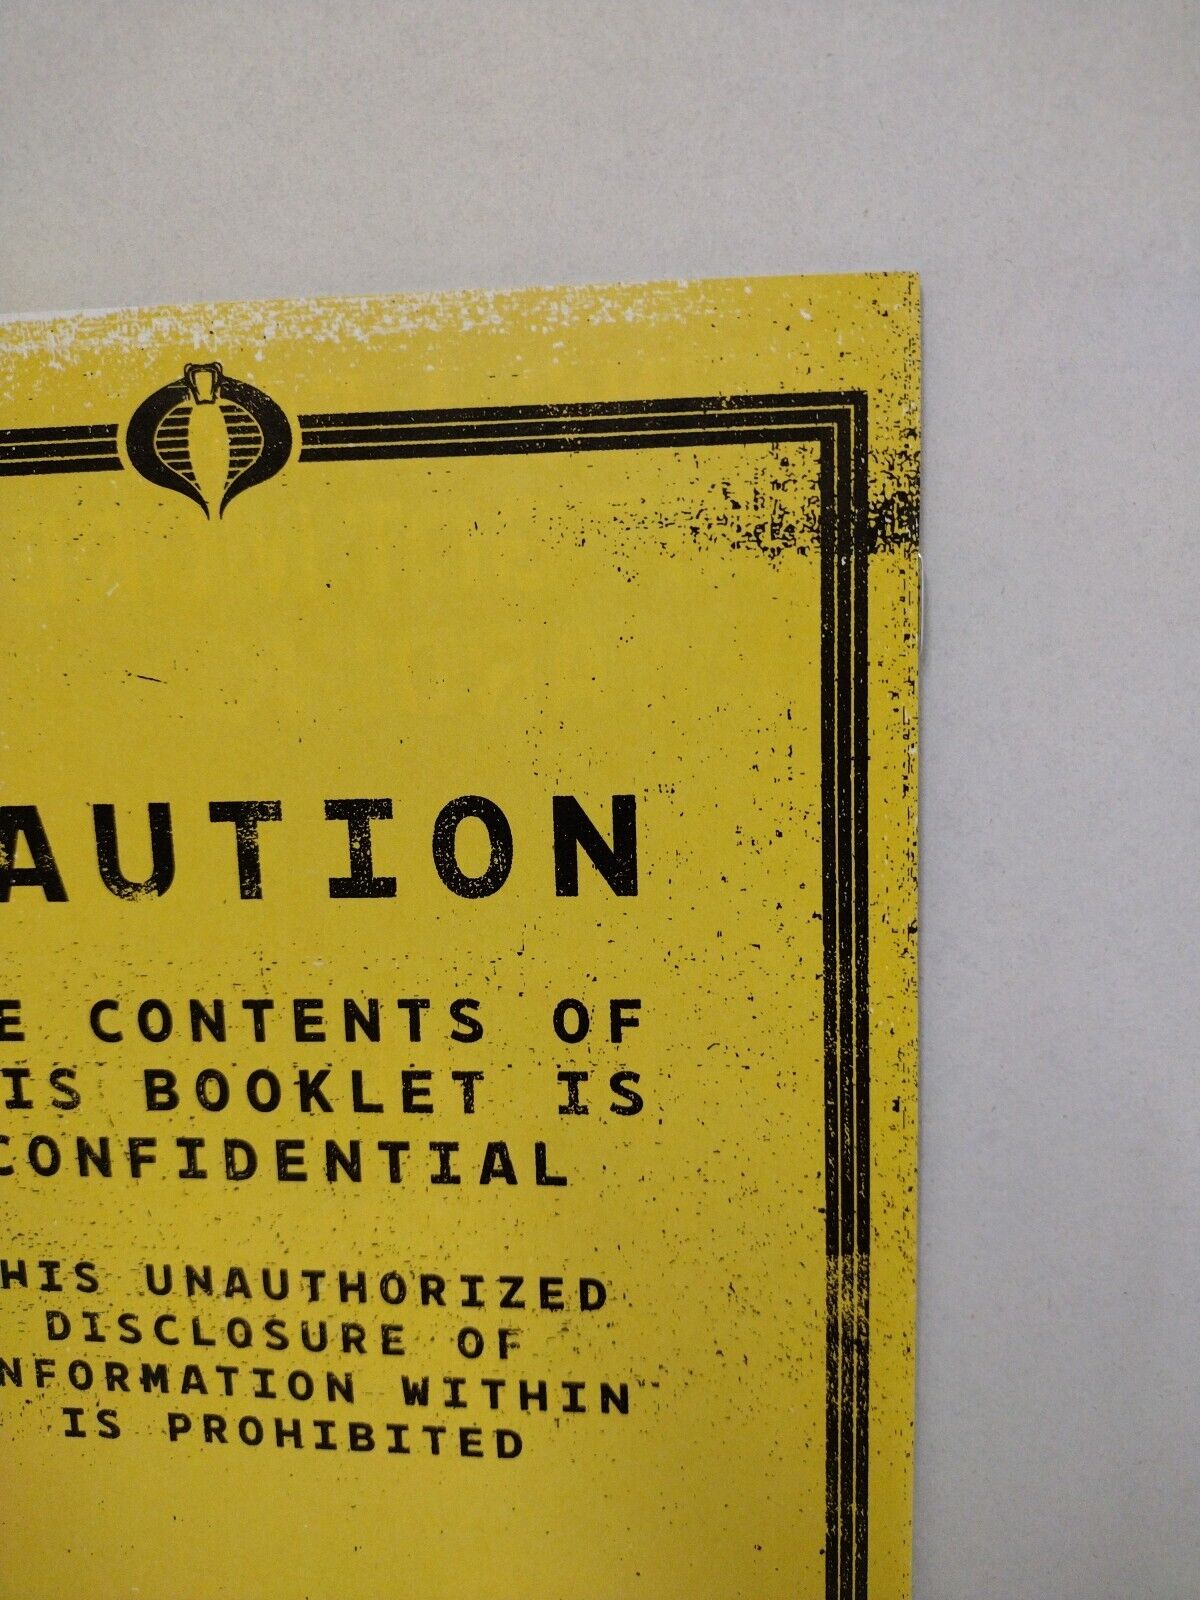 AUTION
E CONTENTS OF
IS BOOKLET IS
CONFIDENTIAL
HIS UNAUTHORIZED
DISCLOSURE OF
NFORMATION WITHIN
IS PROHIBITED